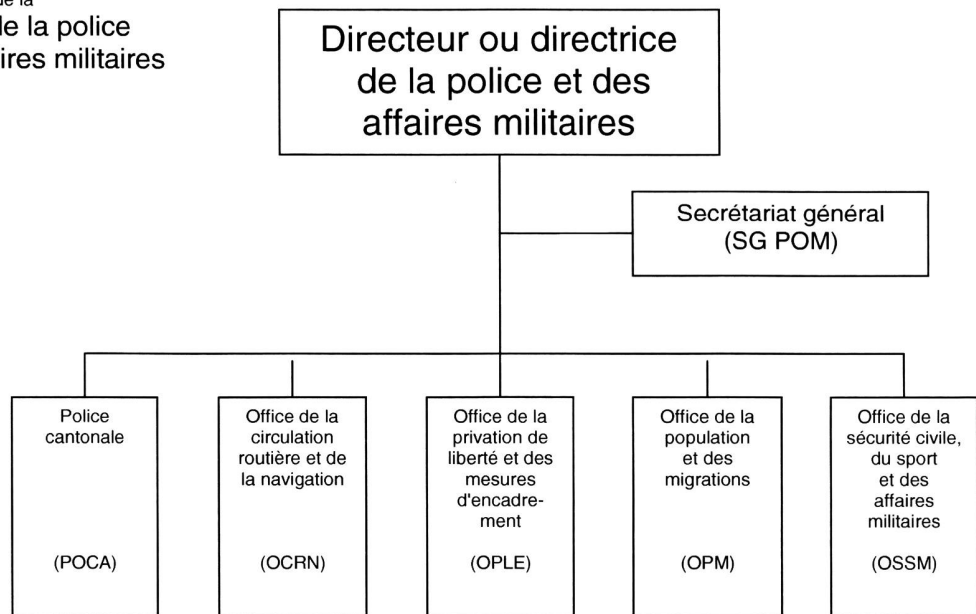 de la
de la police
ires militaires
Directeur ou directrice
de la police et des
affaires militaires
Secrétariat général
(SG POM)
Police
cantonale
(POCA)
Office de la
circulation
routière et de
la navigation
(OCRN)
Office de la
privation de
liberté et des
mesures
d'encadre-
ment
(OPLE)
Office de la
population
et des
migrations
(OPM)
Office de la
sécurité civile,
du sport
et des
affaires
militaires
(OSSM)